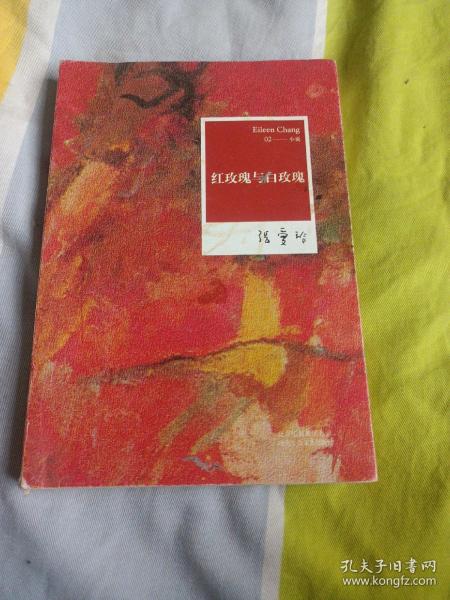 Eileen Chang
02——小说
红玫瑰与白玫瑰
張愛玲
孔夫子旧书网
www.kongfz.com